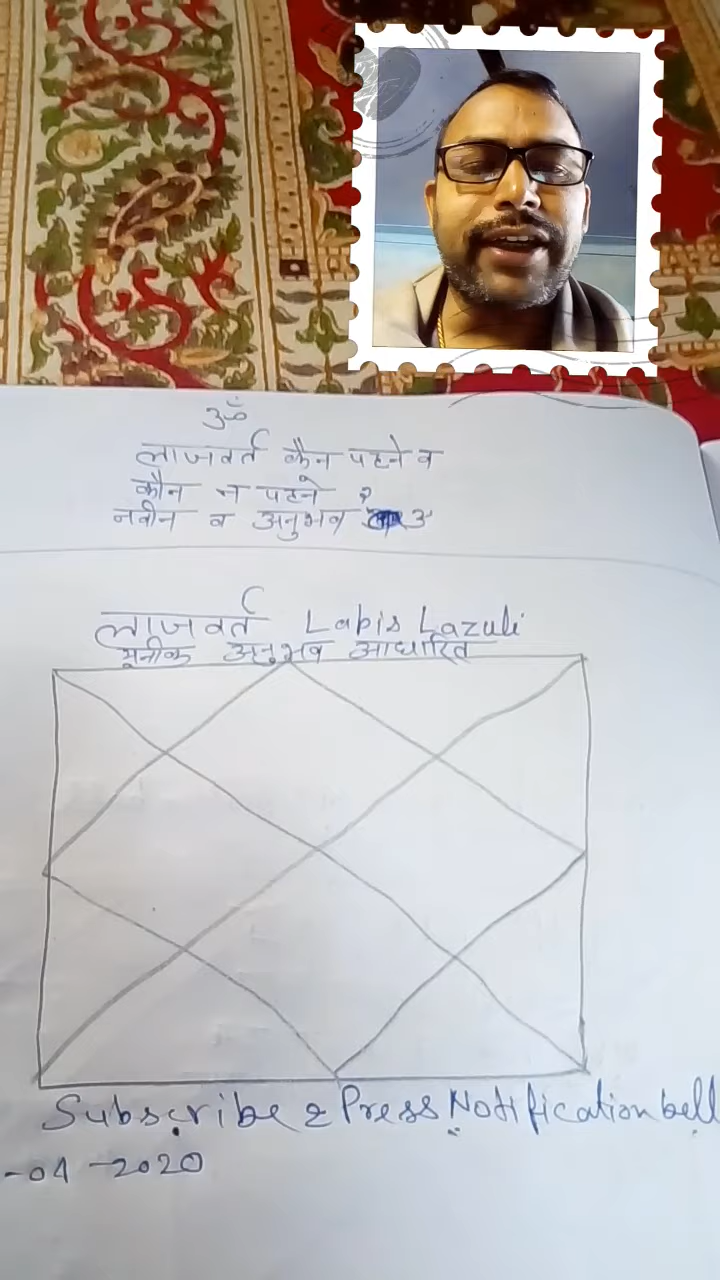 ॐ
लाजवर्त कौन पहने व
कौन न पहने ?
नवीन व अनुभव
लाजवर्त Lapis Lazuli
यूनीक अनुभव आधारित
Subscribe & Press Notification bell
-04-2020